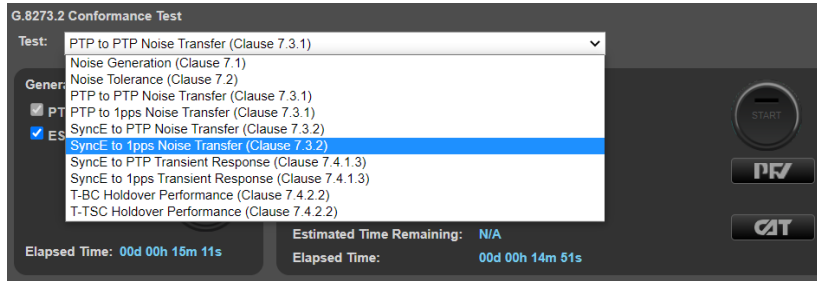 G.8273.2 Conformance Test
Test: PTP to PTP Noise Transfer (Clause 7.3.1)
Noise Generation (Clause 7.1)
Noise Tolerance (Clause 7.2)
PTP to PTP Noise Transfer (Clause 7.3.1)
PTP to 1pps Noise Transfer (Clause 7.3.1)
SyncE to PTP Noise Transfer (Clause 7.3.2)
SyncE to 1pps Noise Transfer (Clause 7.3.2)
SyncE to PTP Transient Response (Clause 7.4.1.3)
SyncE to 1pps Transient Response (Clause 7.4.1.3)
T-BC Holdover Performance (Clause 7.4.2.2)
T-TSC Holdover Performance (Clause 7.4.2.2)
Gener
PT
ES
START
PFV
CAT
Estimated Time Remaining: N/A
Elapsed Time: 00d 00h 15m 11s
Elapsed Time: 00d 00h 14m 51s